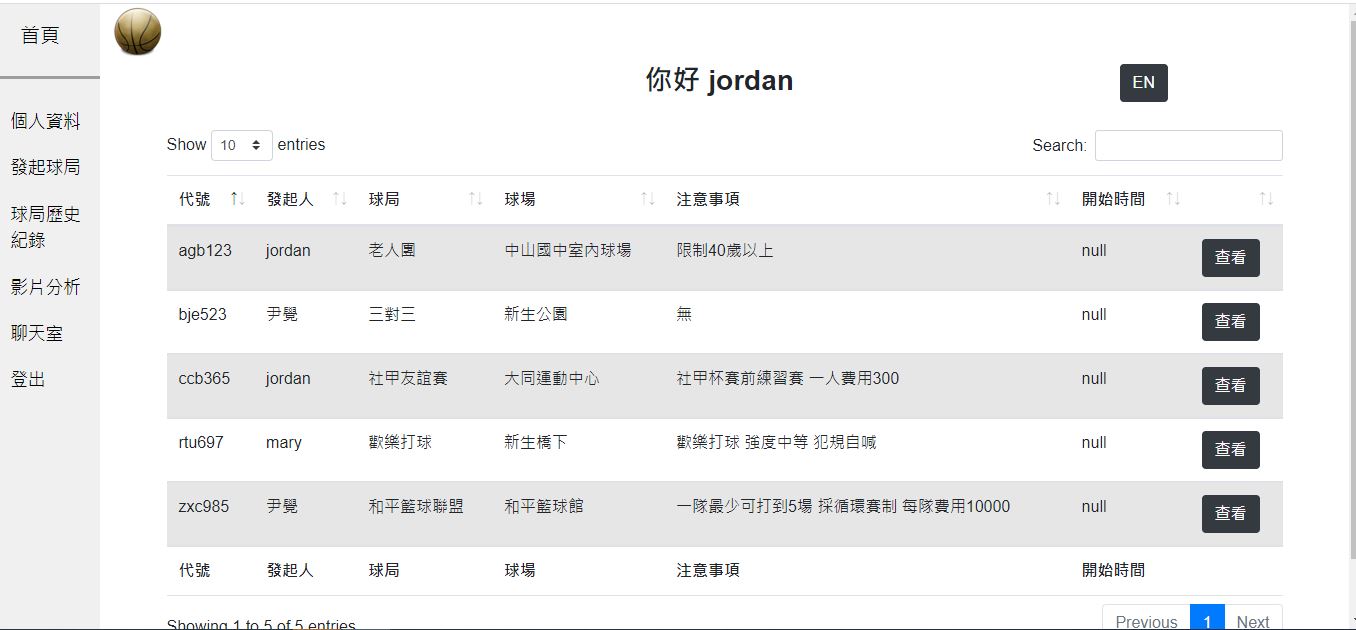 首頁
個人資料
發起球局
球局歷史
紀錄
影片分析
聊天室
登出
你好 jordan
EN
Show 10 entries
Search:
代號 發起人 球局 球場 注意事項 開始時間
agb123 jordan 老人團 中山國中室內球場 限制40歲以上 null 查看
bje523 尹覺 三對三 新生公園 無 null 查看
ccb365 jordan 社甲友誼賽 大同運動中心 社甲杯賽前練習賽 一人費用300 null 查看
rtu697 mary 歡樂打球 新生橋下 歡樂打球 強度中等 犯規自喊 null 查看
zxc985 尹覺 和平籃球聯盟 和平籃球館 一隊最少可打到5場 採循環賽制 每隊費用10000 null 查看
代號 發起人 球局 球場 注意事項 開始時間
Showing 1 to 5 of 5 entries
Previous 1 Next